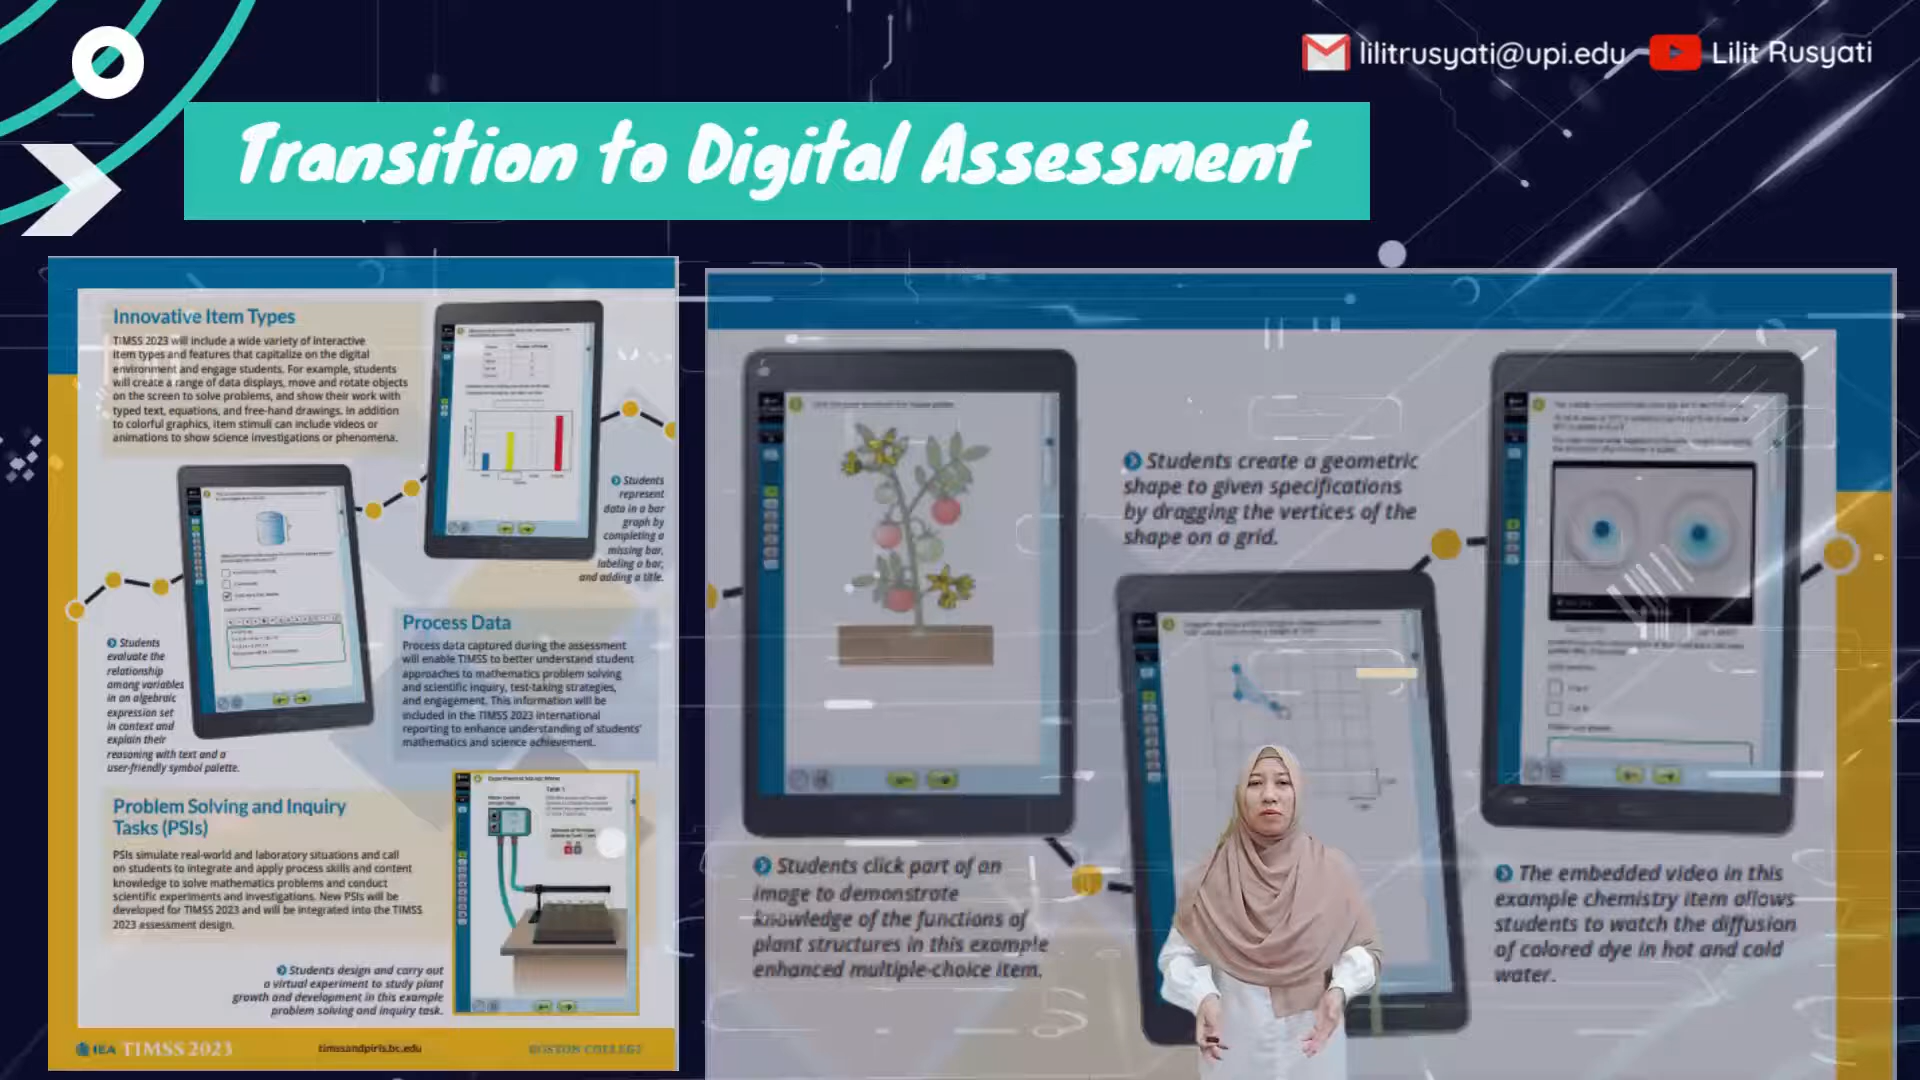 lilitrusyati@upi.edu
Lilit Rusyati
Transition to Digital Assessment
Innovative Item Types
TIMSS 2023 will include a wide variety of interactive
item types and features that capitalize on the digital
environment and engage students. For example, students
will create a range of data displays, move and rotate objects
on the screen to solve problems, and show their work with
typed text, equations, and free-hand drawings. In addition
to colorful graphics, item stimuli can include videos or
animations to show science investigations or phenomena.
Students
represent
data in a bar
graph by
completing a
missing bar,
labeling a bar,
and adding a title.
Students
evaluate the
relationship
among variables
in an algebraic
expression set
in context and
explain their
reasoning with text and a
user-friendly symbol palette.
Process Data
Process data captured during the assessment
will enable TIMSS to better understand student
approaches to mathematics problem solving
and scientific inquiry, test-taking strategies,
and engagement. This information will be
included in the TIMSS 2023 international
reporting to enhance understanding of students'
mathematics and science achievement.
Problem Solving and Inquiry
Tasks (PSIs)
PSIs simulate real-world and laboratory situations and call
on students to integrate and apply process skills and content
knowledge to solve mathematics problems and conduct
scientific experiments and investigations. New PSIs will be
developed for TIMSS 2023 and will be integrated into the TIMSS
2023 assessment design.
Task 1
Students design and carry out
a virtual experiment to study plant
growth and development in this example
problem solving and inquiry task.
IEA TIMSS 2023
timssandpirls.bc.edu
BOSTON COLLEGE
Students click part of an
image to demonstrate
knowledge of the functions of
plant structures in this example
enhanced multiple-choice item.
Students create a geometric
shape to given specifications
by dragging the vertices of the
shape on a grid.
The embedded video in this
example chemistry item allows
students to watch the diffusion
of colored dye in hot and cold
water.